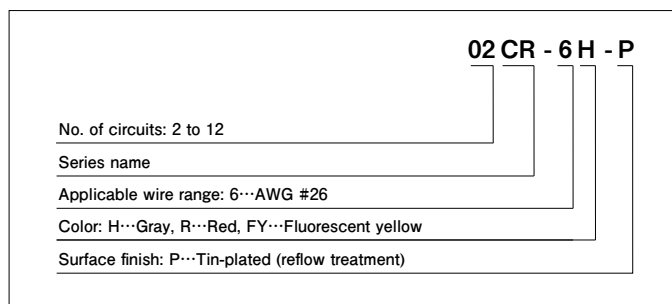 02 CR - 6 H - P
No. of circuits: 2 to 12
Series name
Applicable wire range: 6···AWG #26
Color: H···Gray, R···Red, FY···Fluorescent yellow
Surface finish: P···Tin-plated (reflow treatment)